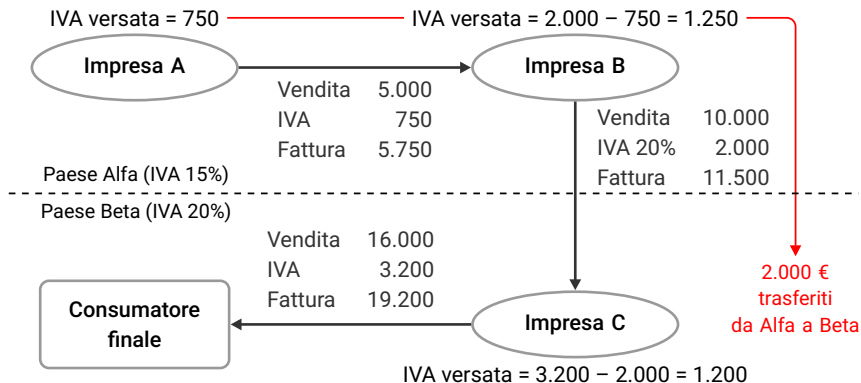 IVA versata = 750
IVA versata = 2.000 – 750 = 1.250
Impresa A
Impresa B
Vendita 5.000
IVA 750
Fattura 5.750
Vendita 10.000
IVA 20% 2.000
Fattura 11.500
Paese Alfa (IVA 15%)
Paese Beta (IVA 20%)
Vendita 16.000
IVA 3.200
Fattura 19.200
2.000 €
trasferiti
da Alfa a Beta
Consumatore
finale
Impresa C
IVA versata = 3.200 – 2.000 = 1.200